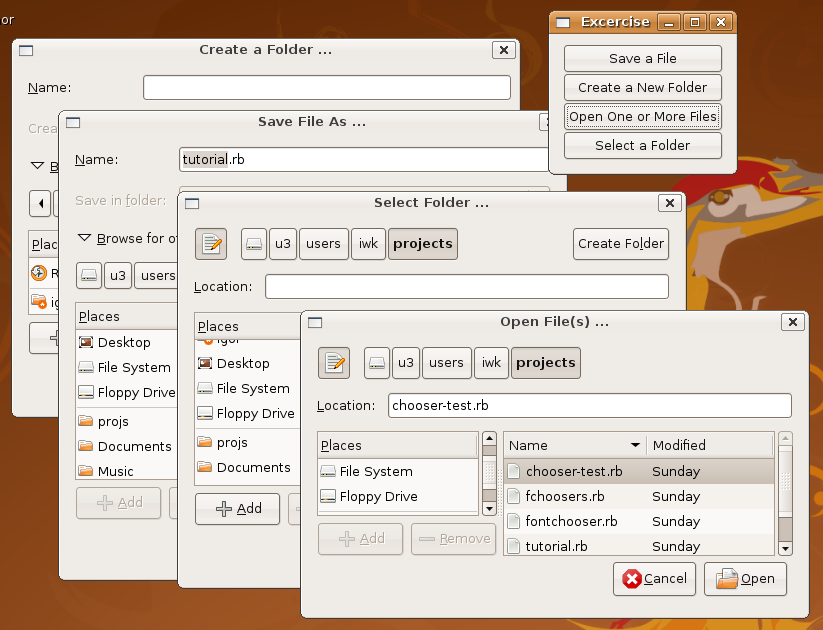 or
Excercise
Save a File
Create a New Folder
Open One or More Files
Select a Folder
Create a Folder ...
Name:
Save File As ...
Name: tutorial.rb
Save in folder:
Browse for
u3 users
Places
Desktop
File System
Floppy Drive
projs
Documents
Music
Add
Select Folder ...
u3 users iwk projects Create Folder
Location:
Places
igor
Desktop
File System
Floppy Drive
projs
Documents
Add
Open File(s) ...
u3 users iwk projects
Location: chooser-test.rb
Places Name Modified
File System chooser-test.rb Sunday
Floppy Drive fchoosers.rb Sunday
fontchooser.rb Sunday
tutorial.rb Sunday
Add Remove
Cancel Open